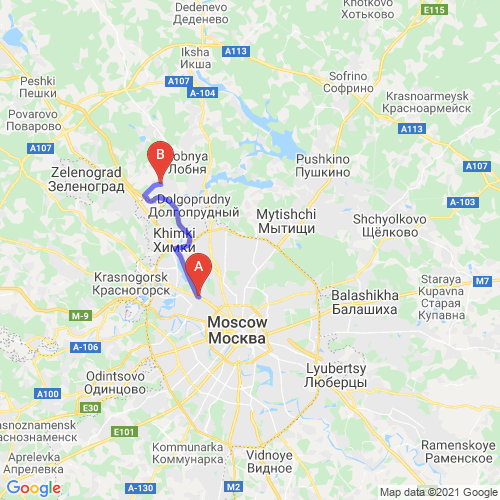 Dedenevo
Деденево
Khotkovo
Хотьково
E115
Iksha
Икша
A113
A107
Peshki
Пешки
A-104
Sofrino
Софрино
Krasnoarmeysk
Красноармейск
Povarovo
Поварово
A113
A107
B
obnya
Лобня
Pushkino
Пушкино
A107
Zelenograd
Зеленоград
Dolgoprudny
Долгопрудный
A-103
Mytishchi
Мытищи
Shchyolkovo
Щёлково
Khimki
Химки
A
Krasnogorsk
Красногорск
Staraya
Kupavna
Старая
Купавна
M7
Balashikha
Балашиха
M-9
Moscow
Москва
A-106
Lyubertsy
Люберцы
Odintsovo
Одинцово
A100
E30
asnoznamensk
аснознаменск
E101
Kommunarka
Коммунарка
Vidnoye
Видное
Ramenskoye
Раменское
Aprelevka
Апрелевка
A-130
M2
Google
Map data ©2021 Google